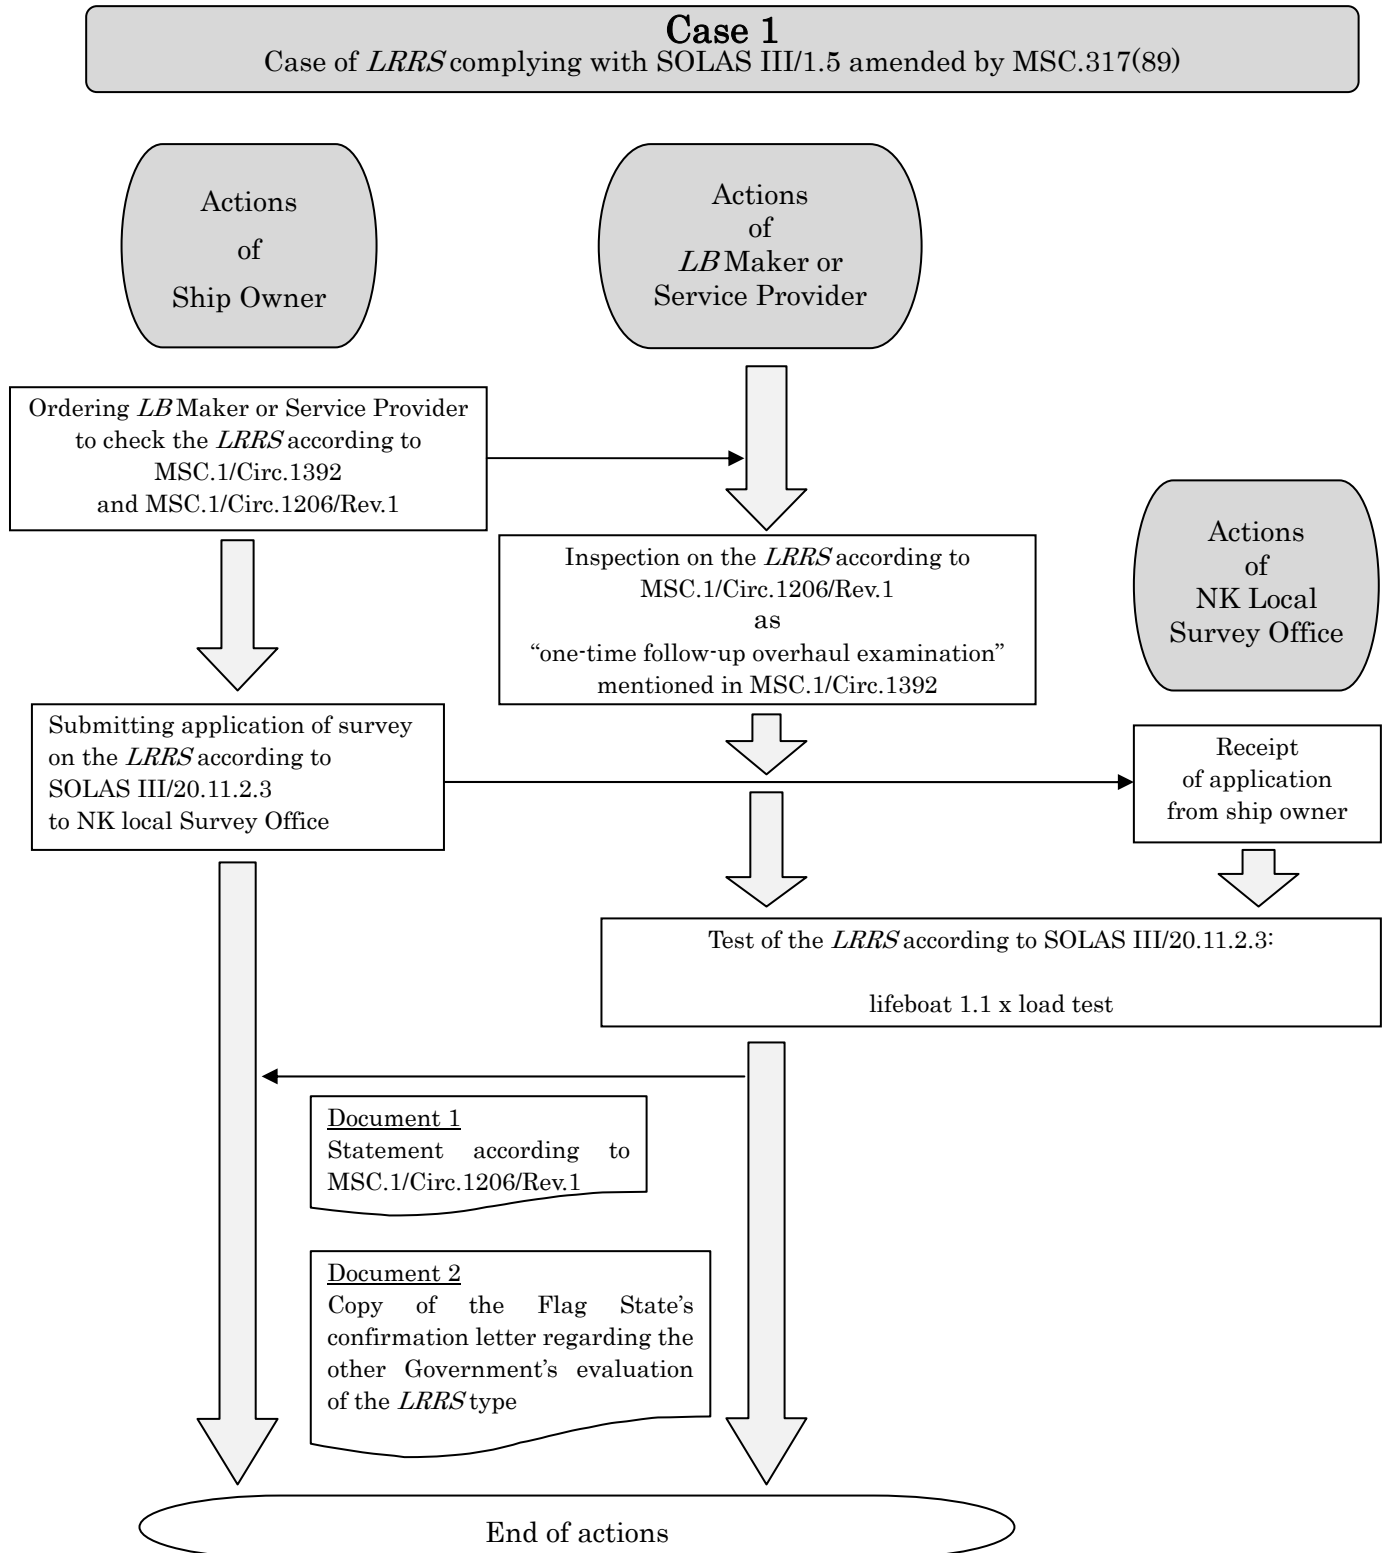 Case 1
Case of LRRS complying with SOLAS III/1.5 amended by MSC.317(89)
Actions
of
Ship Owner
Actions
of
LB Maker or
Service Provider
Ordering LB Maker or Service Provider
to check the LRRS according to
MSC.1/Circ.1392
and MSC.1/Circ.1206/Rev.1
Actions
of
NK Local
Survey Office
Inspection on the LRRS according to
MSC.1/Circ.1206/Rev.1
as
“one-time follow-up overhaul examination”
mentioned in MSC.1/Circ.1392
Submitting application of survey
on the LRRS according to
SOLAS III/20.11.2.3
to NK local Survey Office
Receipt
of application
from ship owner
Test of the LRRS according to SOLAS III/20.11.2.3:
lifeboat 1.1 x load test
Document 1
Statement according to
MSC.1/Circ.1206/Rev.1
Document 2
Copy of the Flag State’s
confirmation letter regarding the
other Government’s evaluation
of the LRRS type
End of actions